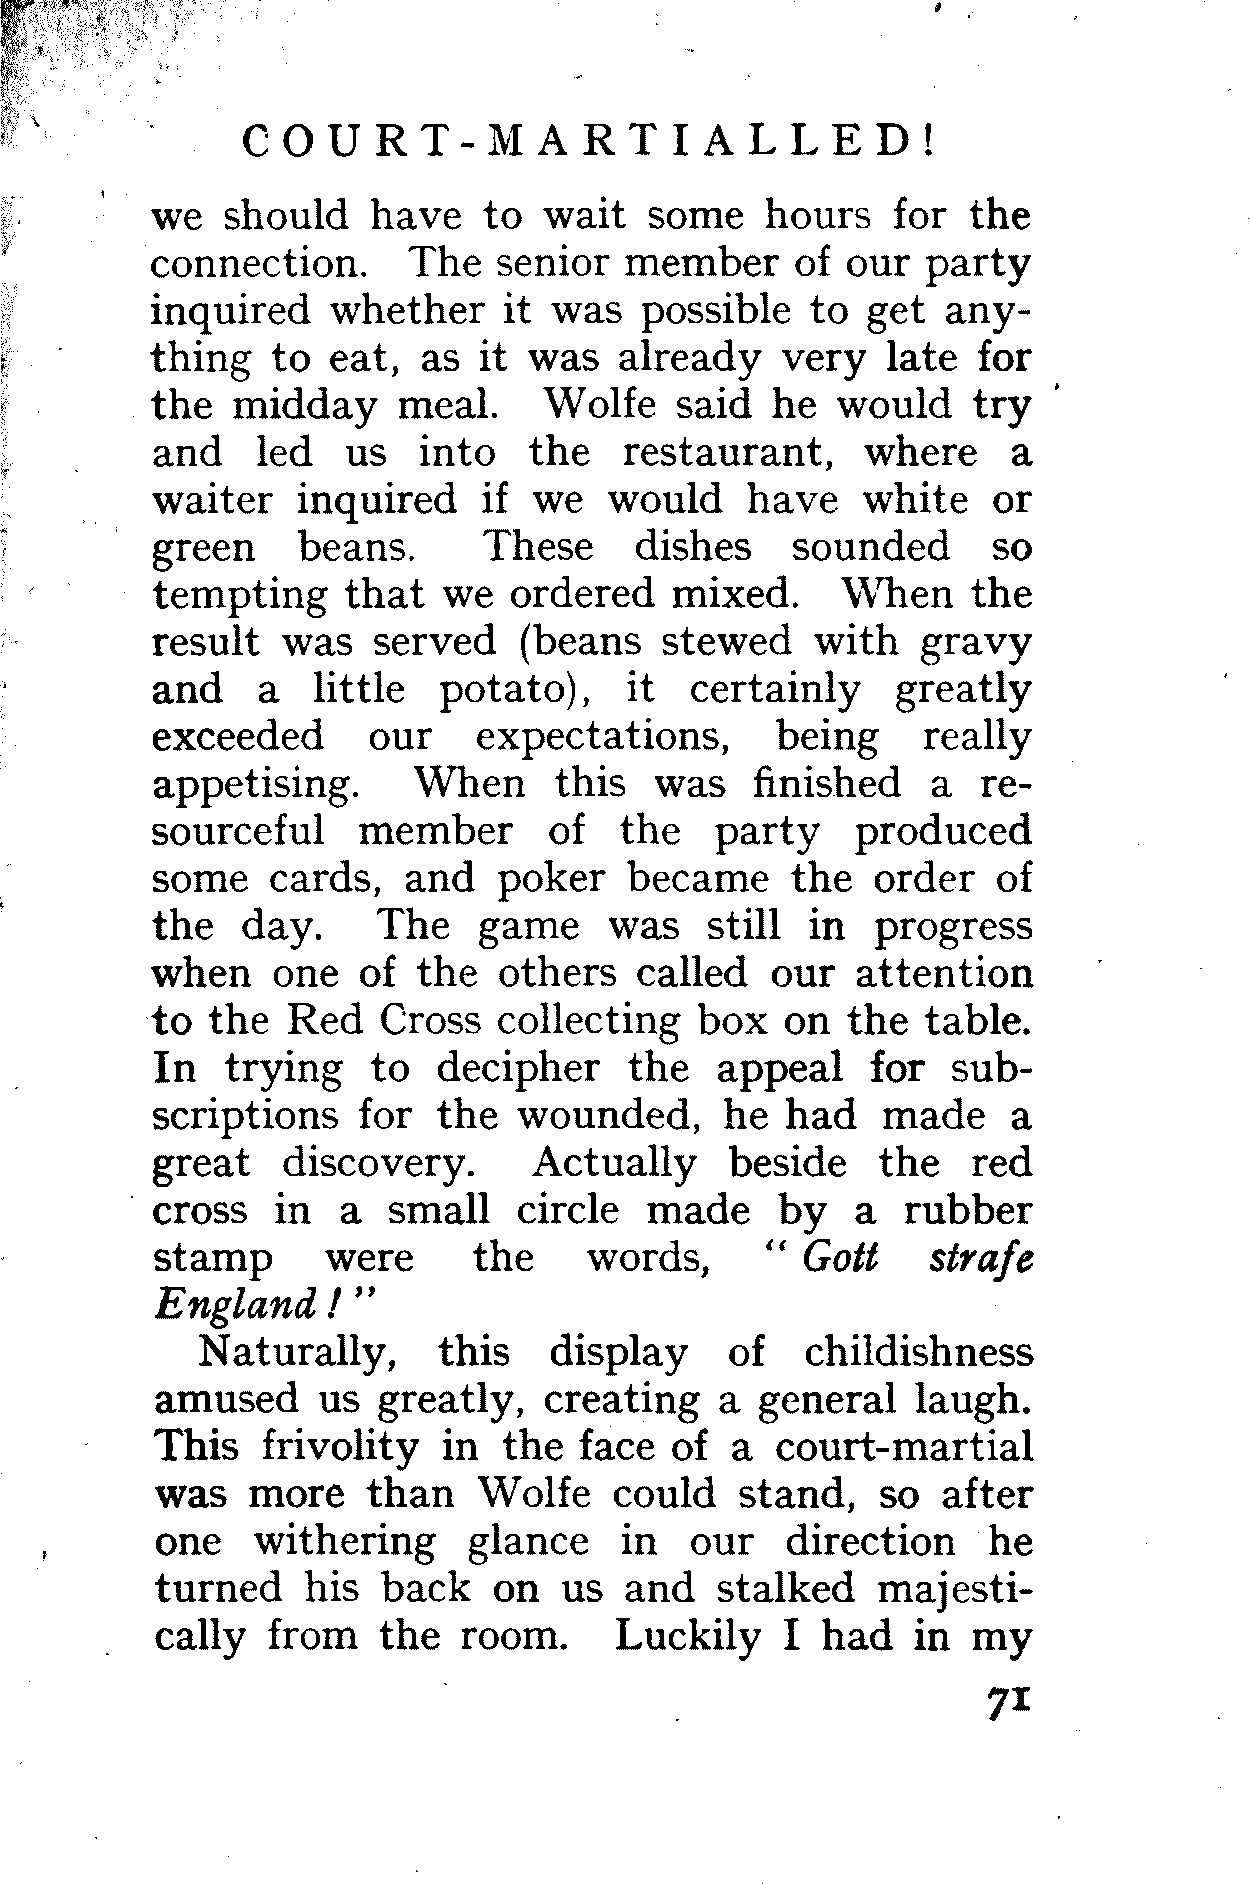 COURT-MARTIALLED!
we should have to wait some hours for the
connection. The senior member of our party
inquired whether it was possible to get any-
thing to eat, as it was already very late for
the midday meal. Wolfe said he would try
and led us into the restaurant, where a
waiter inquired if we would have white or
green beans. These dishes sounded so
tempting that we ordered mixed. When the
result was served (beans stewed with gravy
and a little potato), it certainly greatly
exceeded our expectations, being really
appetising. When this was finished a re-
sourceful member of the party produced
some cards, and poker became the order of
the day. The game was still in progress
when one of the others called our attention
to the Red Cross collecting box on the table.
In trying to decipher the appeal for sub-
scriptions for the wounded, he had made a
great discovery. Actually beside the red
cross in a small circle made by a rubber
stamp were the words, "Gott strafe
England!"
Naturally, this display of childishness
amused us greatly, creating a general laugh.
This frivolity in the face of a court-martial
was more than Wolfe could stand, so after
one withering glance in our direction he
turned his back on us and stalked majesti-
cally from the room. Luckily I had in my
71